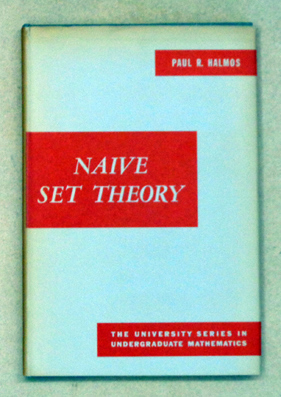 PAUL R. HALMOS
NAIVE
SET THEORY
THE UNIVERSITY SERIES IN
UNDERGRADUATE MATHEMATICS